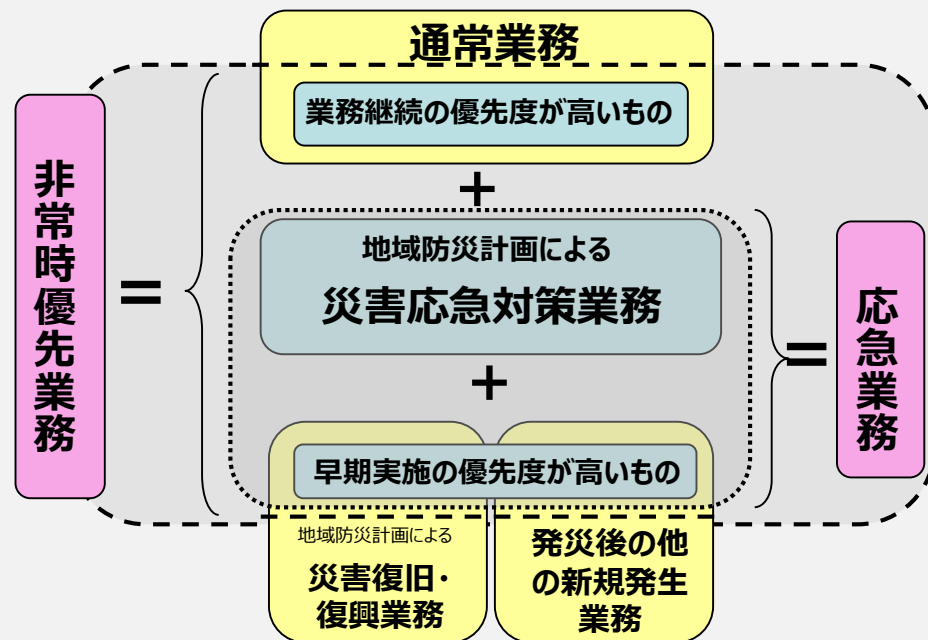 通常業務
業務継続の優先度が高いもの
非常時優先業務
=
+
地域防災計画による
災害応急対策業務
=
応急業務
+
早期実施の優先度が高いもの
地域防災計画による
災害復旧・
復興業務
発災後の他
の新規発生
業務